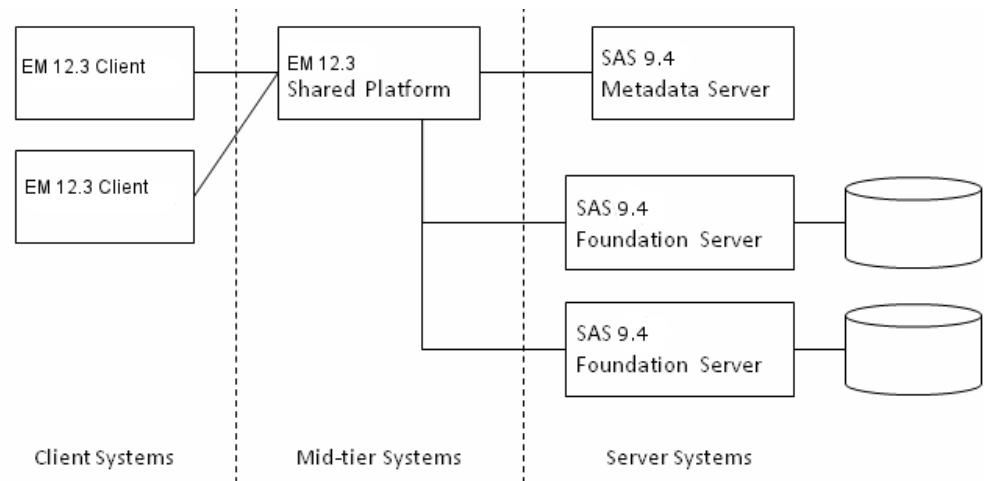 EM 12.3 Client
EM 12.3 Client
EM 12.3
Shared Platform
SAS 9.4
Metadata Server
SAS 9.4
Foundation Server
SAS 9.4
Foundation Server
Client Systems
Mid-tier Systems
Server Systems